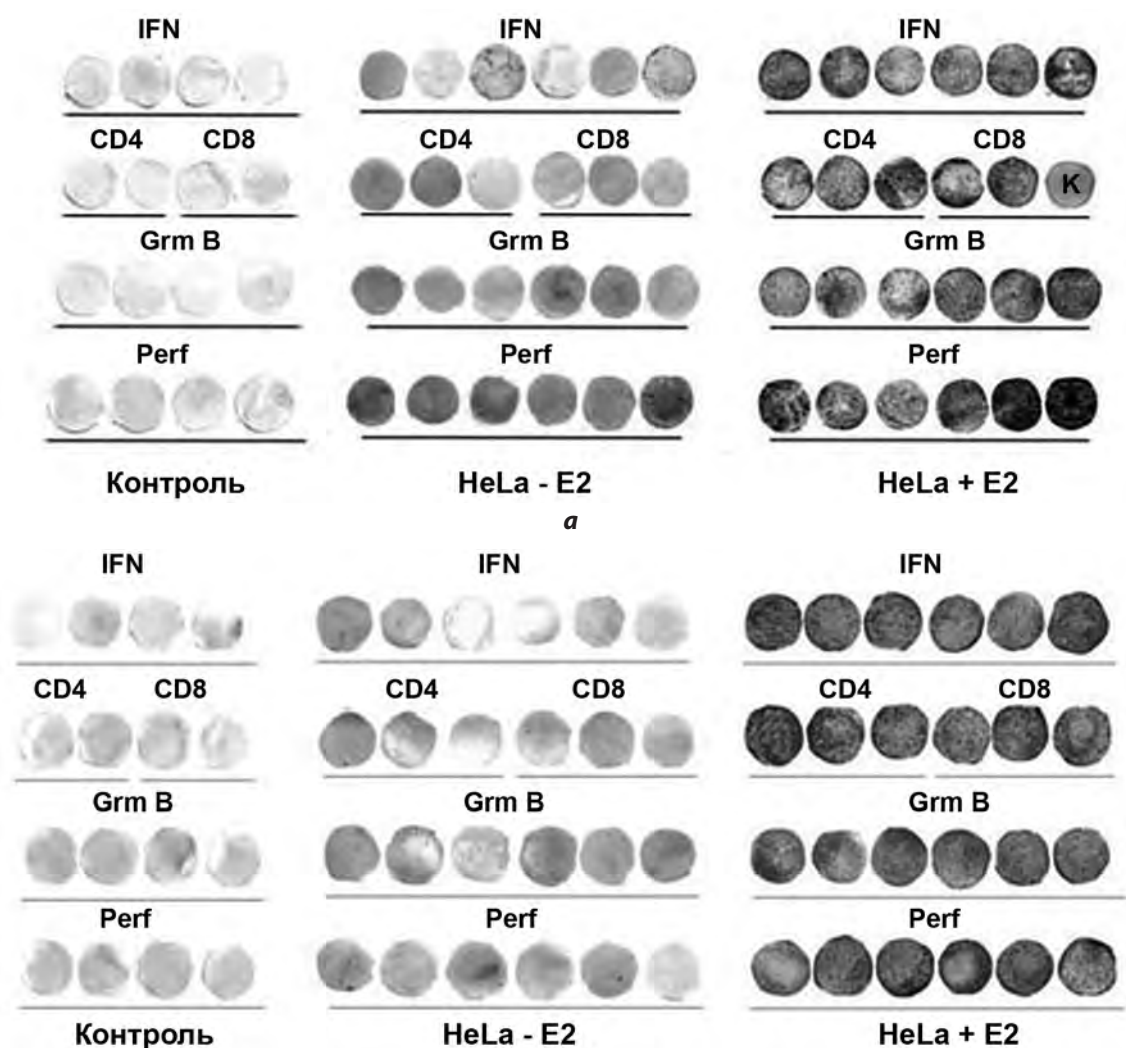 IFN IFN IFN
CD4 CD8 CD4 CD8 CD4 CD8
K
Grm B Grm B Grm B
Perf Perf Perf
Контроль HeLa - E2 HeLa + E2
a
IFN IFN IFN
CD4 CD8 CD4 CD8 CD4 CD8
Grm B Grm B Grm B
Perf Perf Perf
Контроль HeLa - E2 HeLa + E2